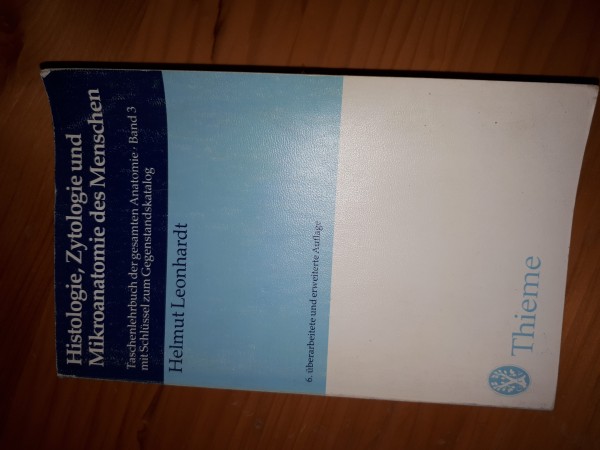 Histologie, Zytologie und
Mikroanatomie des Menschen
Taschenlehrbuch der gesamten Anatomie · Band 3
mit Schlüssel zum Gegenstandskatalog
Helmut Leonhardt
6. überarbeitete und erweiterte Auflage
Thieme